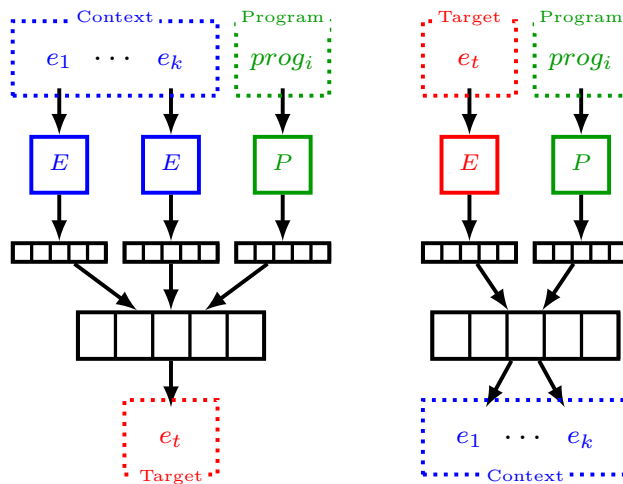 Context Program Target Program
e₁ ⋯ eₖ progᵢ eₜ progᵢ
E E P E P
eₜ e₁ ⋯ eₖ
Target Context